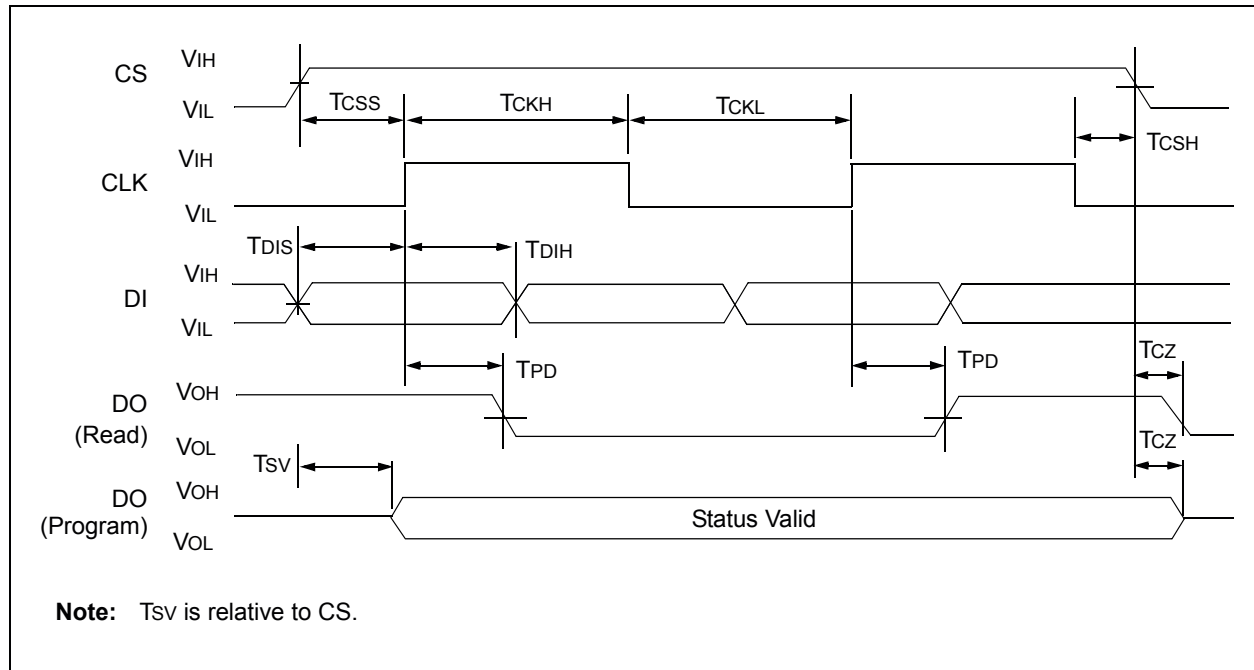 CS
VIH
VIL
TCSS
TCKH
TCKL
TCSH
CLK
VIH
VIL
TDIS
TDIH
DI
VIH
VIL
TPD
TPD
TCZ
DO
(Read)
VOH
VOL
TCZ
TSV
DO
(Program)
VOH
VOL
Status Valid
Note: TSV is relative to CS.